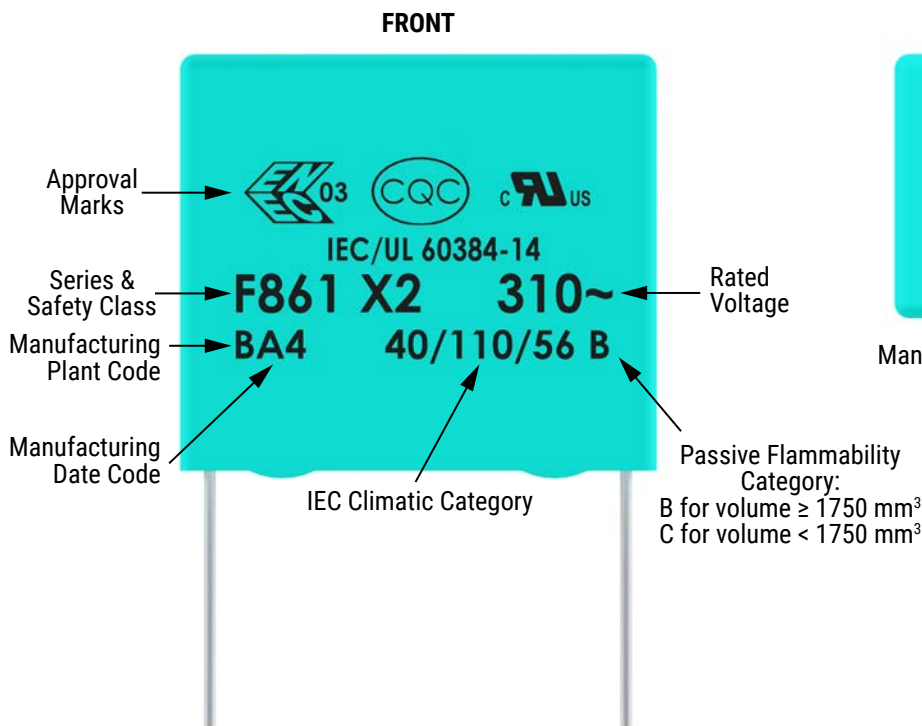 FRONT
Approval
Marks
ENEC 03 CQC c RU US
IEC/UL 60384-14
Series &
Safety Class
F861 X2 310~
Rated
Voltage
Manufacturing
Plant Code
BA4 40/110/56 B
Man
Manufacturing
Date Code
IEC Climatic Category
Passive Flammability
Category:
B for volume ≥ 1750 mm³
C for volume < 1750 mm³